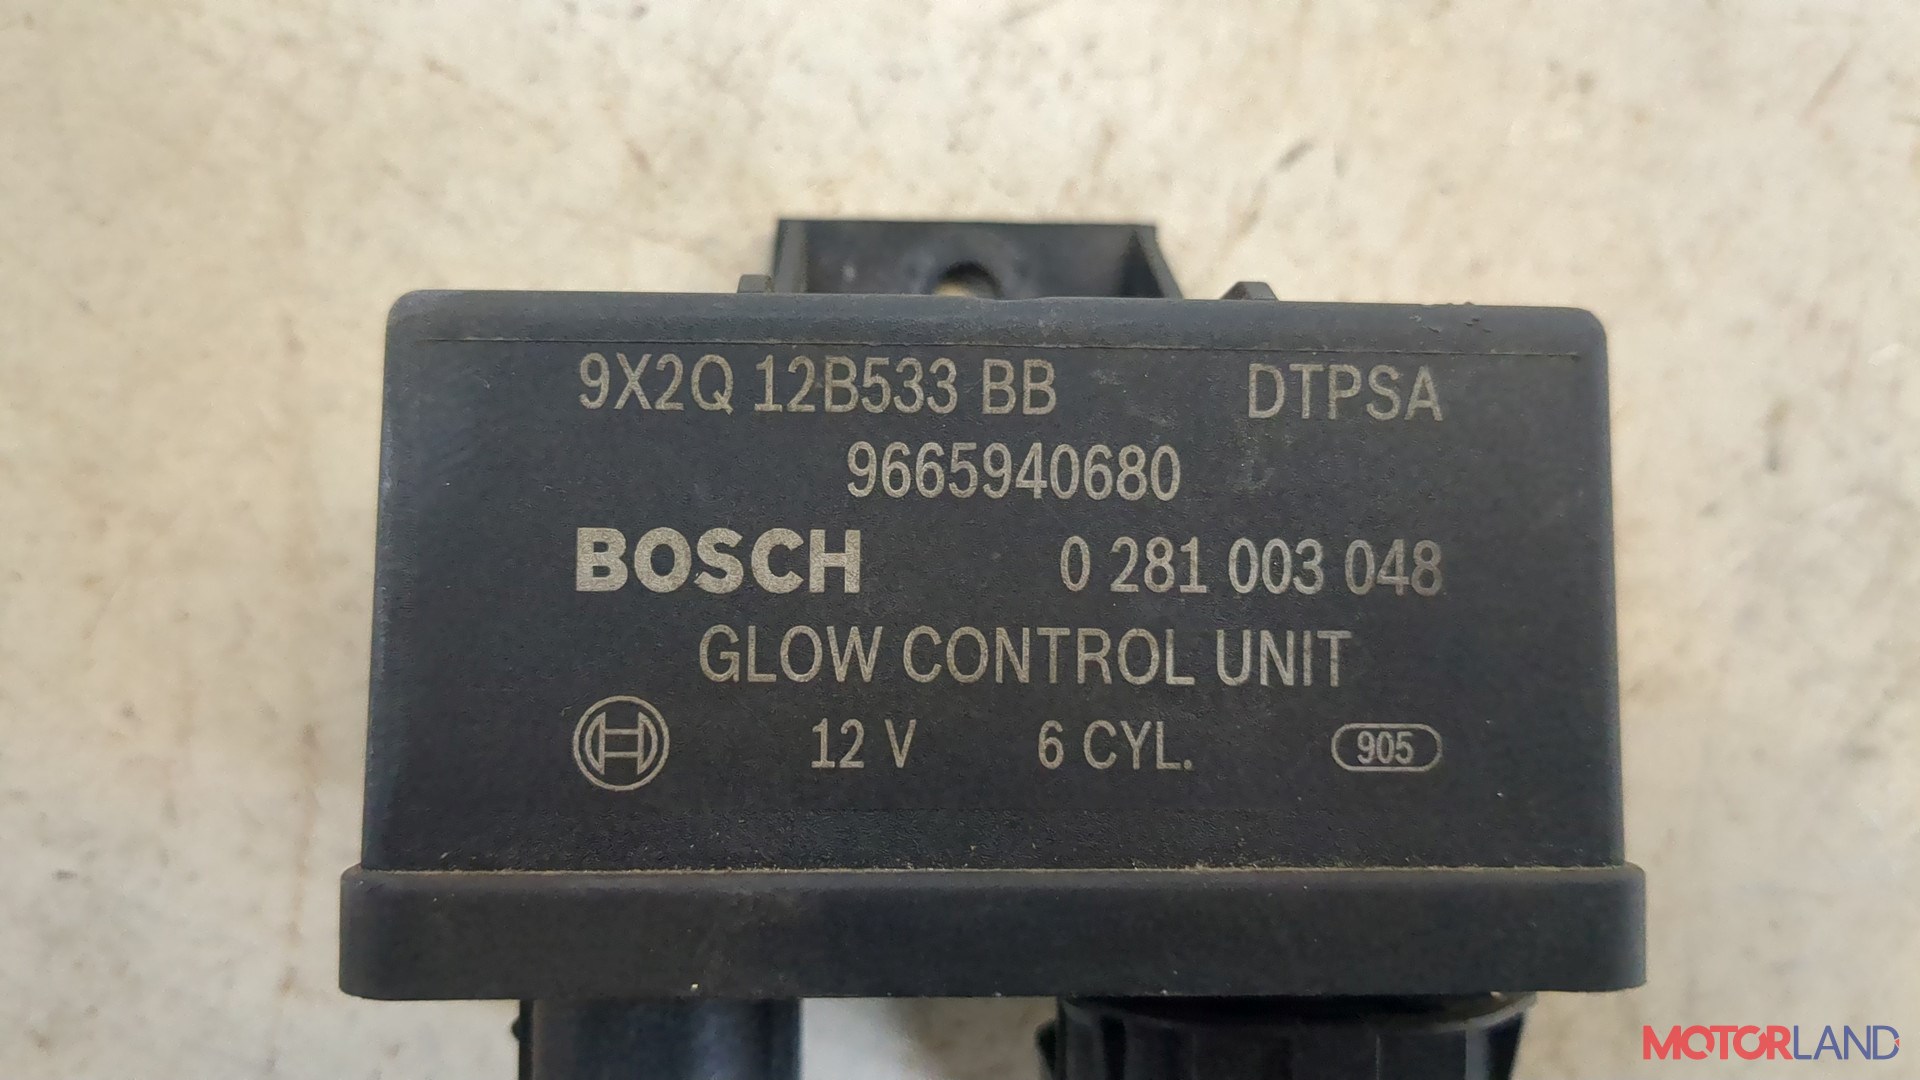 9X2Q 12B533 BB DTPSA
9665940680
BOSCH 0 281 003 048
GLOW CONTROL UNIT
12 V 6 CYL. 905
MOTORLAND